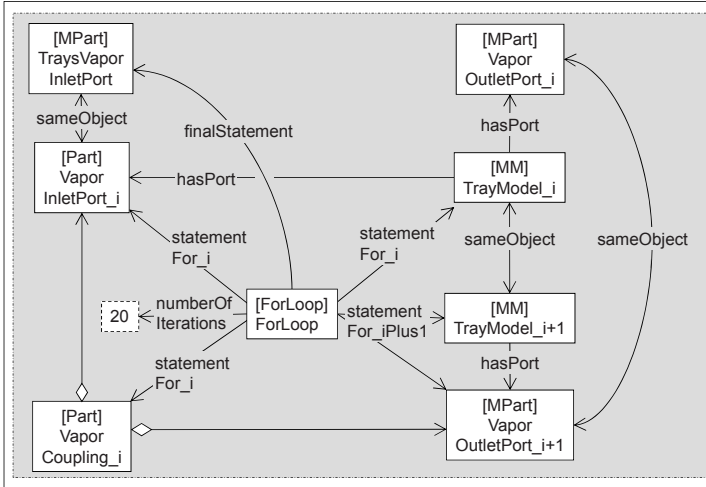 [MPart]
TraysVapor
InletPort
[MPart]
Vapor
OutletPort_i
sameObject
finalStatement
hasPort
[Part]
Vapor
InletPort_i
hasPort
[MM]
TrayModel_i
statement
For_i
statement
For_i
sameObject
sameObject
20
numberOf
Iterations
[ForLoop]
ForLoop
statement
For_iPlus1
[MM]
TrayModel_i+1
statement
For_i
hasPort
[Part]
Vapor
Coupling_i
[MPart]
Vapor
OutletPort_i+1